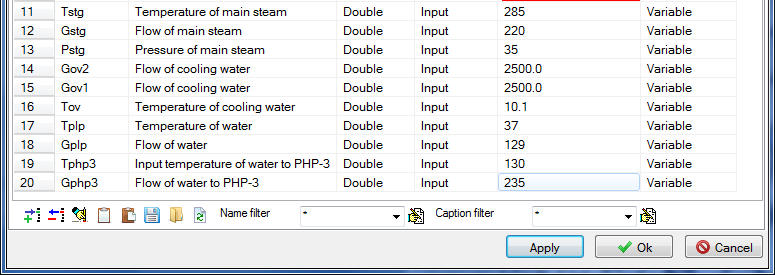 11 Tstg Temperature of main steam Double Input 285 Variable
12 Gstg Flow of main steam Double Input 220 Variable
13 Pstg Pressure of main steam Double Input 35 Variable
14 Gov2 Flow of cooling water Double Input 2500.0 Variable
15 Gov1 Flow of cooling water Double Input 2500.0 Variable
16 Tov Temperature of cooling water Double Input 10.1 Variable
17 Tplp Temperature of water Double Input 37 Variable
18 Gplp Flow of water Double Input 129 Variable
19 Tphp3 Input temperature of water to PHP-3 Double Input 130 Variable
20 Gphp3 Flow of water to PHP-3 Double Input 235 Variable
Name filter * Caption filter *
Apply Ok Cancel